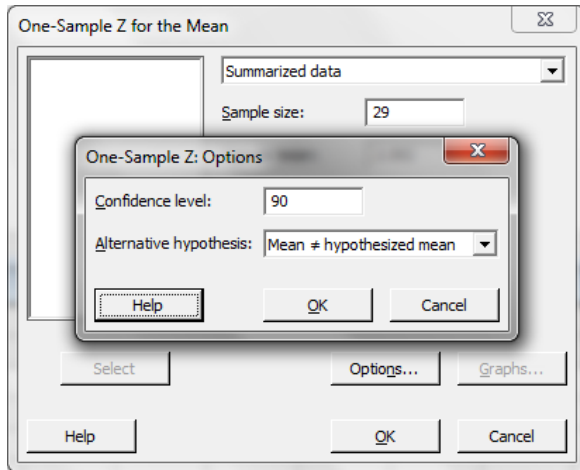 One-Sample Z for the Mean
Summarized data
Sample size: 29
One-Sample Z: Options
Confidence level: 90
Alternative hypothesis: Mean ≠ hypothesized mean
Help OK Cancel
Select Options... Graphs...
Help OK Cancel